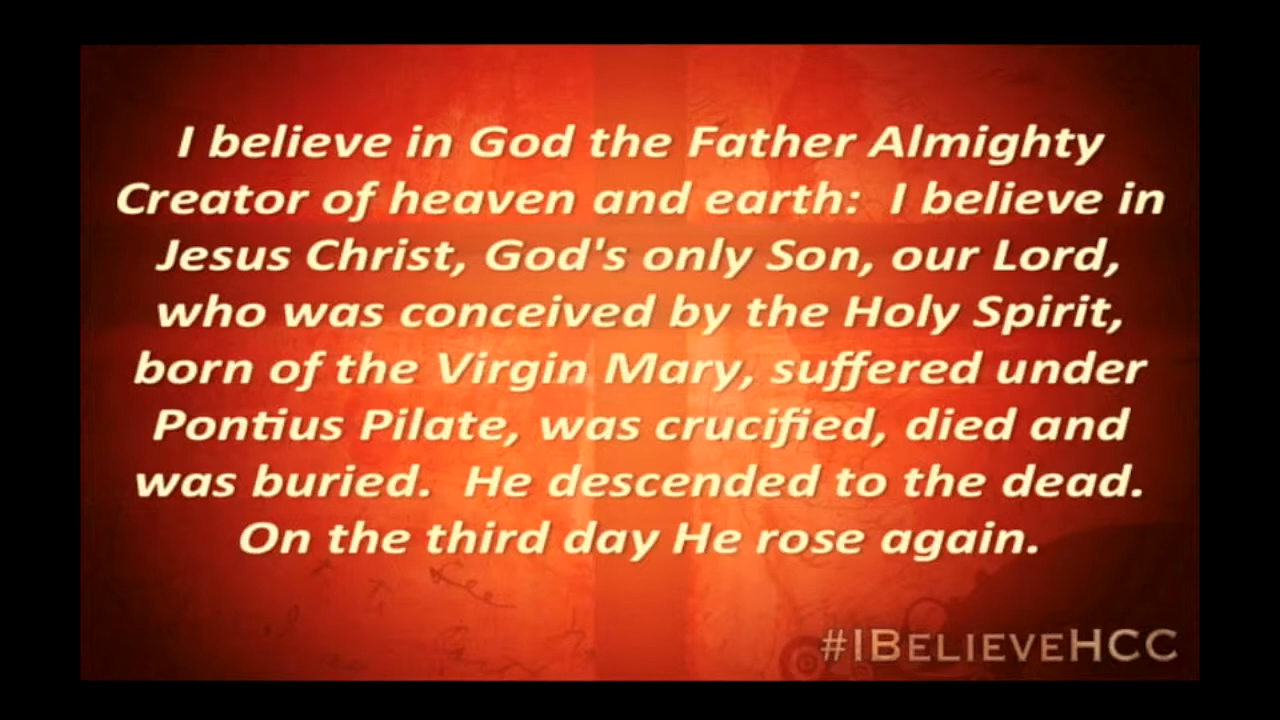 I believe in God the Father Almighty
Creator of heaven and earth:  I believe in
Jesus Christ, God's only Son, our Lord,
who was conceived by the Holy Spirit,
born of the Virgin Mary, suffered under
Pontius Pilate, was crucified, died and
was buried.  He descended to the dead.
On the third day He rose again.
#IBELIEVEHCC